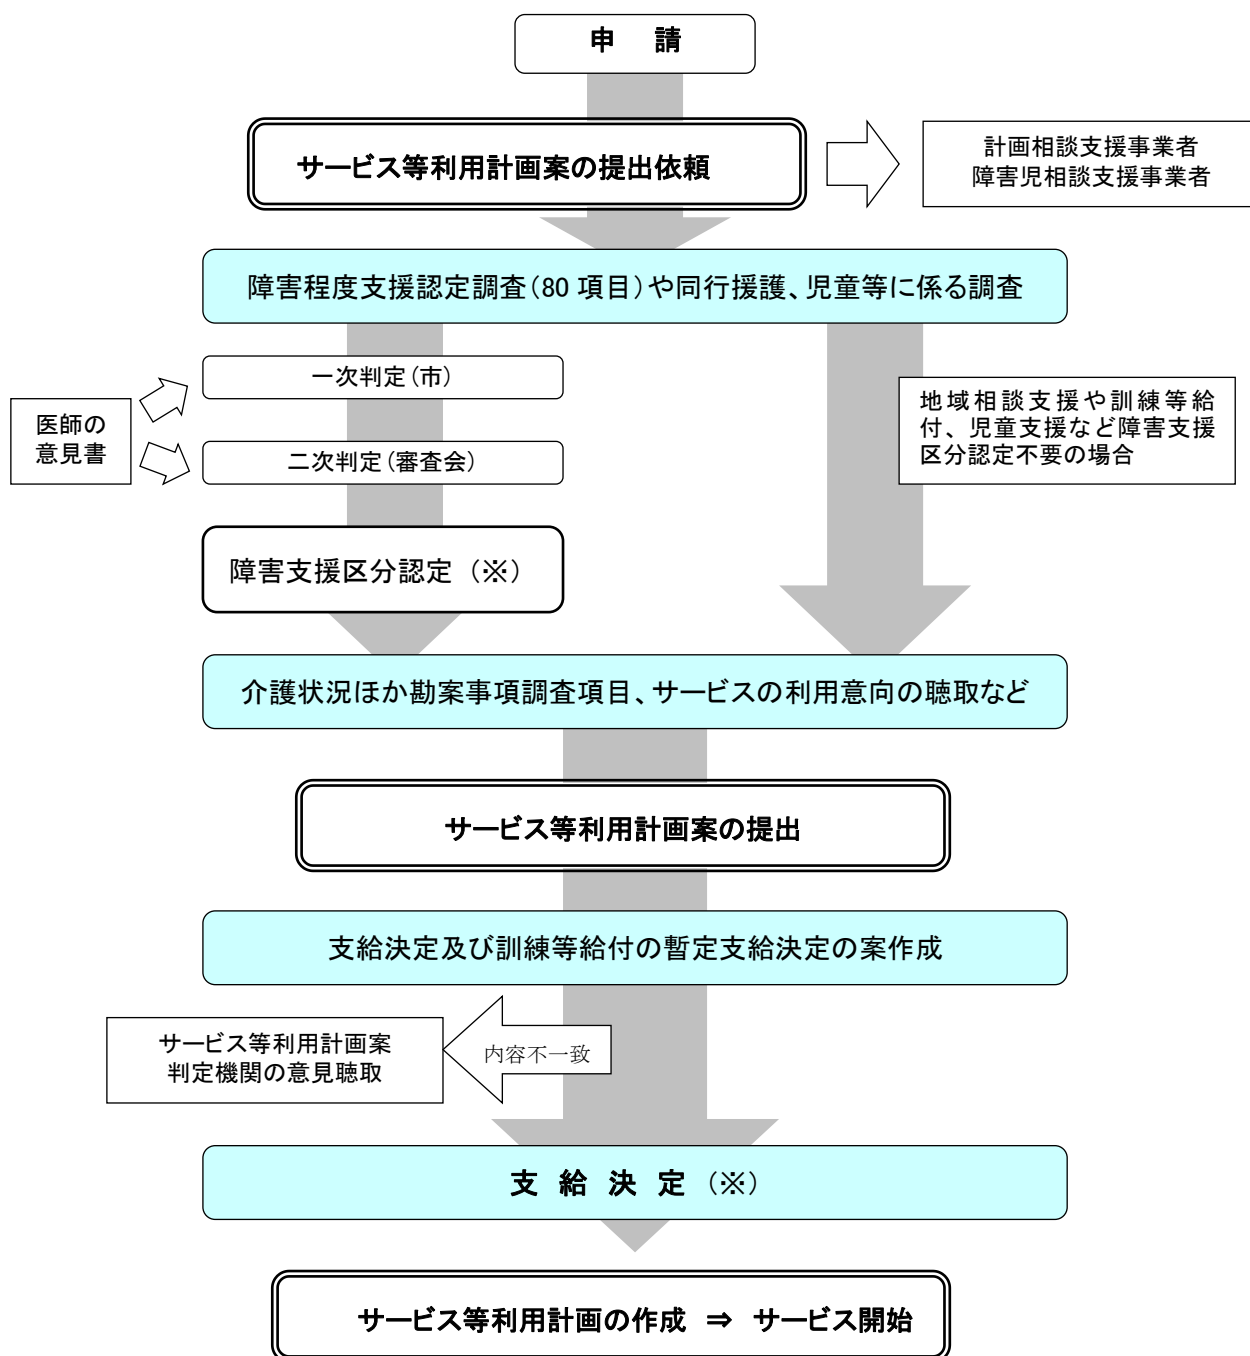 申　請
サービス等利用計画案の提出依頼
計画相談支援事業者
障害児相談支援事業者
障害程度支援認定調査（80 項目）や同行援護、児童等に係る調査
一次判定（市）
医師の
意見書
二次判定（審査会）
地域相談支援や訓練等給
付、児童支援など障害支援
区分認定不要の場合
障害支援区分認定（※）
介護状況ほか勘案事項調査項目、サービスの利用意向の聴取など
サービス等利用計画案の提出
支給決定及び訓練等給付の暫定支給決定の案作成
サービス等利用計画案
判定機関の意見聴取
内容不一致
支 給 決 定（※）
サービス等利用計画の作成 ⇒ サービス開始